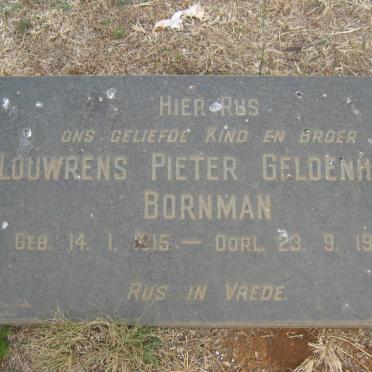 HIER RUS
ONS GELIEFDE KIND EN BROER
LOUWRENS PIETER GELDENH
BORNMAN
GEB. 14. 1. 1915 — OORL. 23. 9. 19
RUS IN VREDE.